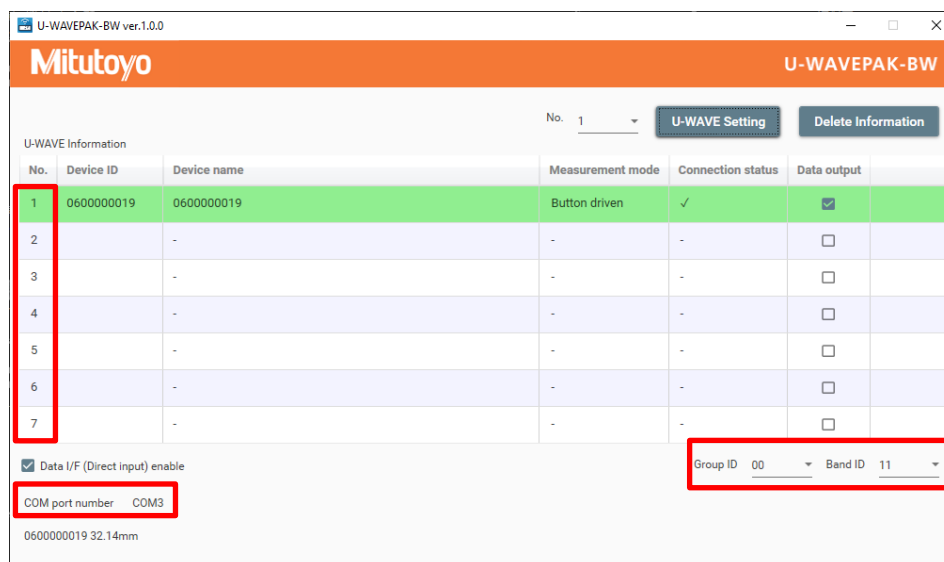 U-WAVEPAK-BW ver.1.0.0
Mitutoyo U-WAVEPAK-BW
No. 1 U-WAVE Setting Delete Information
U-WAVE Information
No. Device ID Device name Measurement mode Connection status Data output
1 0600000019 0600000019 Button driven ✓
2 - - -
3 - - -
4 - - -
5 - - -
6 - - -
7 - - -
Data I/F (Direct input) enable Group ID 00 Band ID 11
COM port number COM3
0600000019 32.14mm